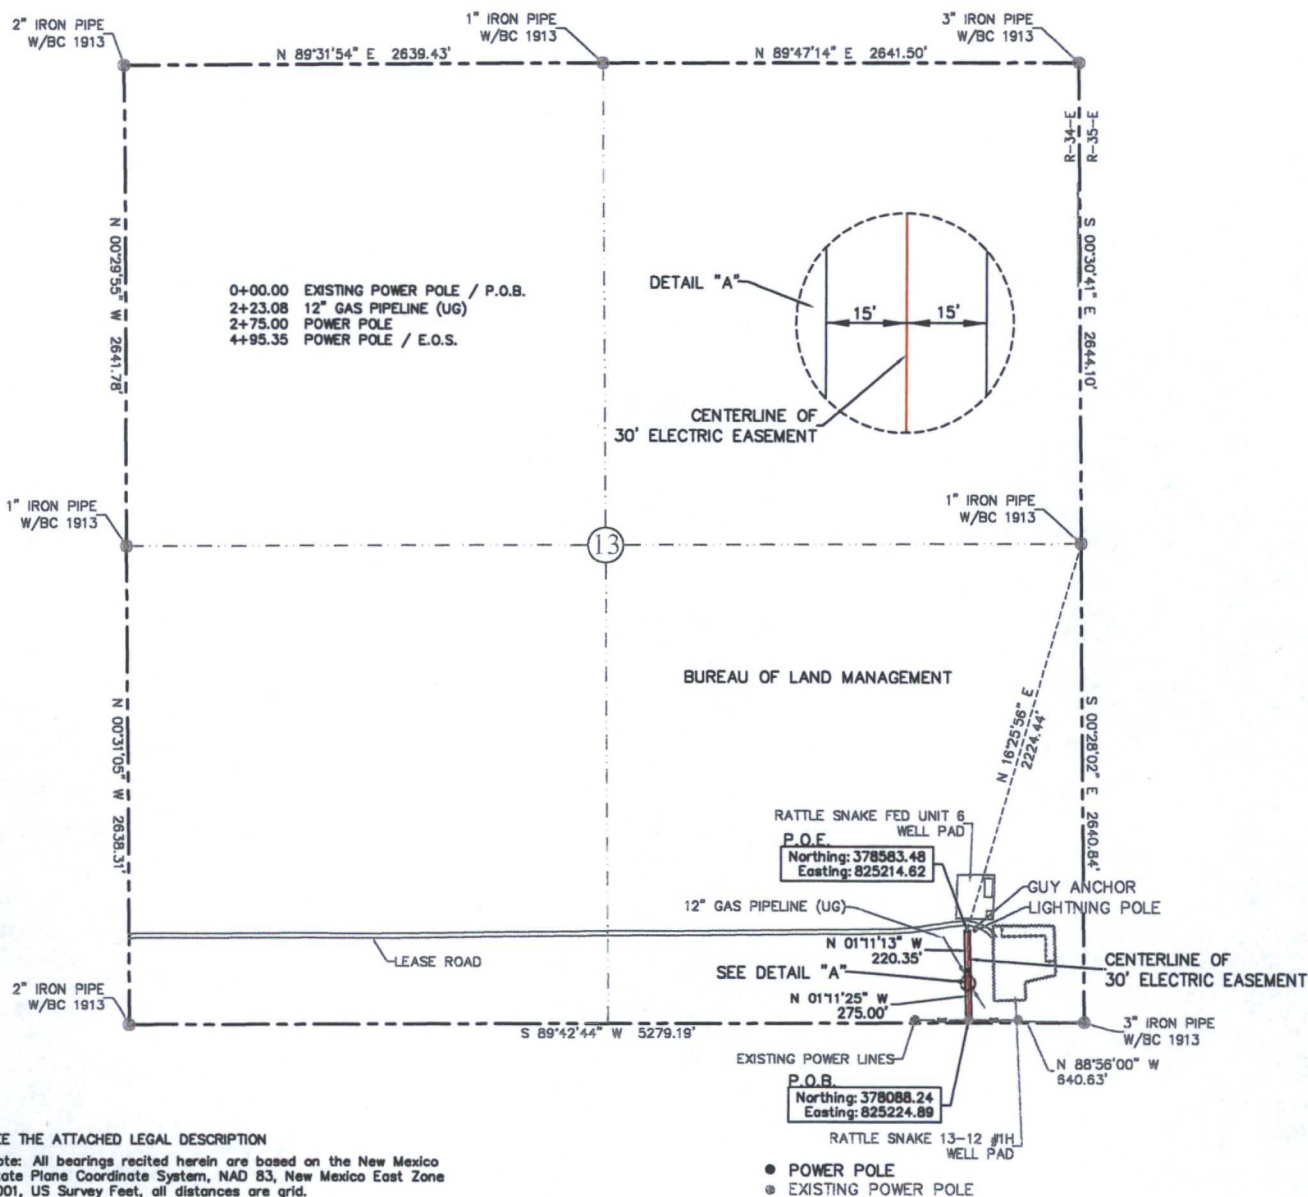 2" IRON PIPE
W/BC 1913
1" IRON PIPE
W/BC 1913
3" IRON PIPE
W/BC 1913
N 89°31'54" E 2639.43'
N 89°47'14" E 2641.50'
R-34-E
R-35-E
N 00°29'55" W 2641.78'
S 00°30'41" E 2644.10'
0+00.00 EXISTING POWER POLE / P.O.B.
2+23.08 12" GAS PIPELINE (UG)
2+75.00 POWER POLE
4+95.35 POWER POLE / E.O.S.
DETAIL "A"
15'
15'
CENTERLINE OF
30' ELECTRIC EASEMENT
1" IRON PIPE
W/BC 1913
1" IRON PIPE
W/BC 1913
13
BUREAU OF LAND MANAGEMENT
N 16°25'56" E
2224.44'
N 00°31'05" W 2638.31'
S 00°28'02" E 2640.84'
RATTLE SNAKE FED UNIT 6
WELL PAD
P.O.E.
Northing: 378583.48
Easting: 825214.62
GUY ANCHOR
LIGHTNING POLE
12" GAS PIPELINE (UG)
N 01°11'13" W
220.35'
LEASE ROAD
SEE DETAIL "A"
CENTERLINE OF
30' ELECTRIC EASEMENT
N 01°11'25" W
275.00'
2" IRON PIPE
W/BC 1913
S 89°42'44" W 5279.19'
3" IRON PIPE
W/BC 1913
EXISTING POWER LINES
N 88°56'00" W
640.63'
P.O.B.
Northing: 378088.24
Easting: 825224.89
RATTLE SNAKE 13-12 #1H
WELL PAD
EE THE ATTACHED LEGAL DESCRIPTION
ote: All bearings recited herein are based on the New Mexico
ate Plane Coordinate System, NAD 83, New Mexico East Zone
001, US Survey Feet, all distances are grid.
POWER POLE
EXISTING POWER POLE